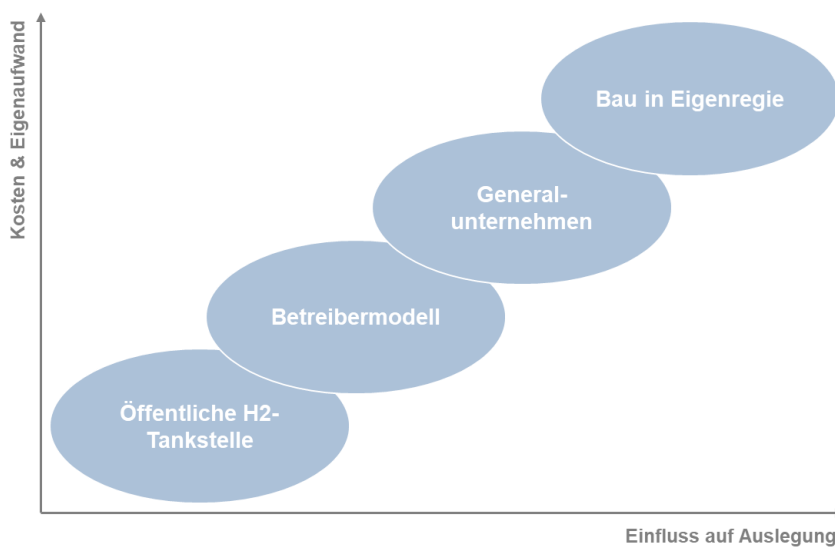 Kosten & Eigenaufwand
Bau in Eigenregie
General-
unternehmen
Betreibermodell
Öffentliche H2-
Tankstelle
Einfluss auf Auslegung